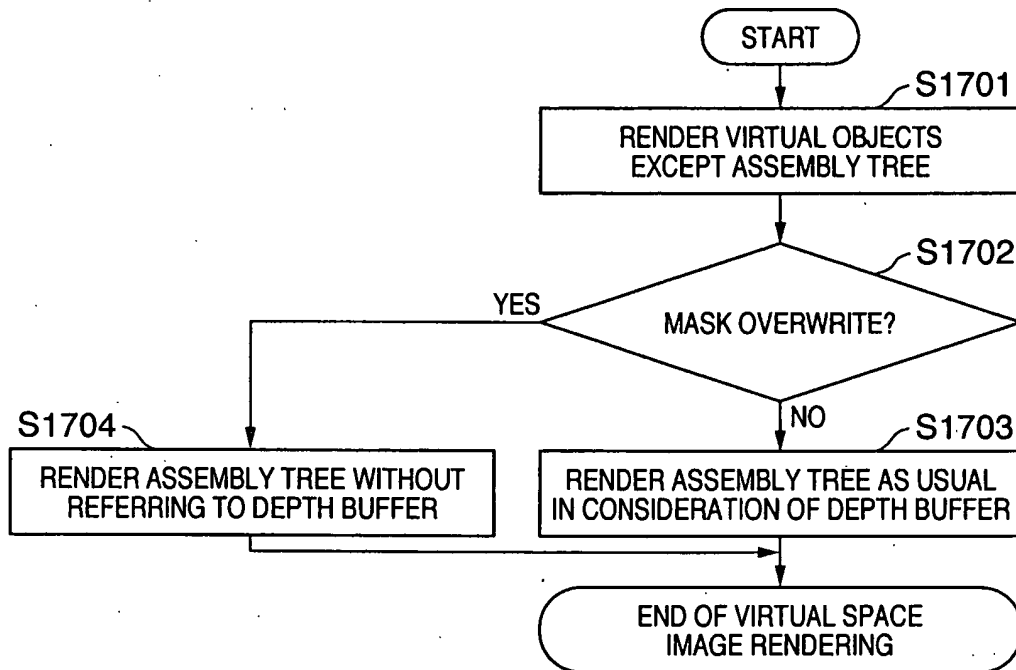 START
S1701
RENDER VIRTUAL OBJECTS
EXCEPT ASSEMBLY TREE
S1702
MASK OVERWRITE?
YES
NO
S1704
RENDER ASSEMBLY TREE WITHOUT
REFERRING TO DEPTH BUFFER
S1703
RENDER ASSEMBLY TREE AS USUAL
IN CONSIDERATION OF DEPTH BUFFER
END OF VIRTUAL SPACE
IMAGE RENDERING